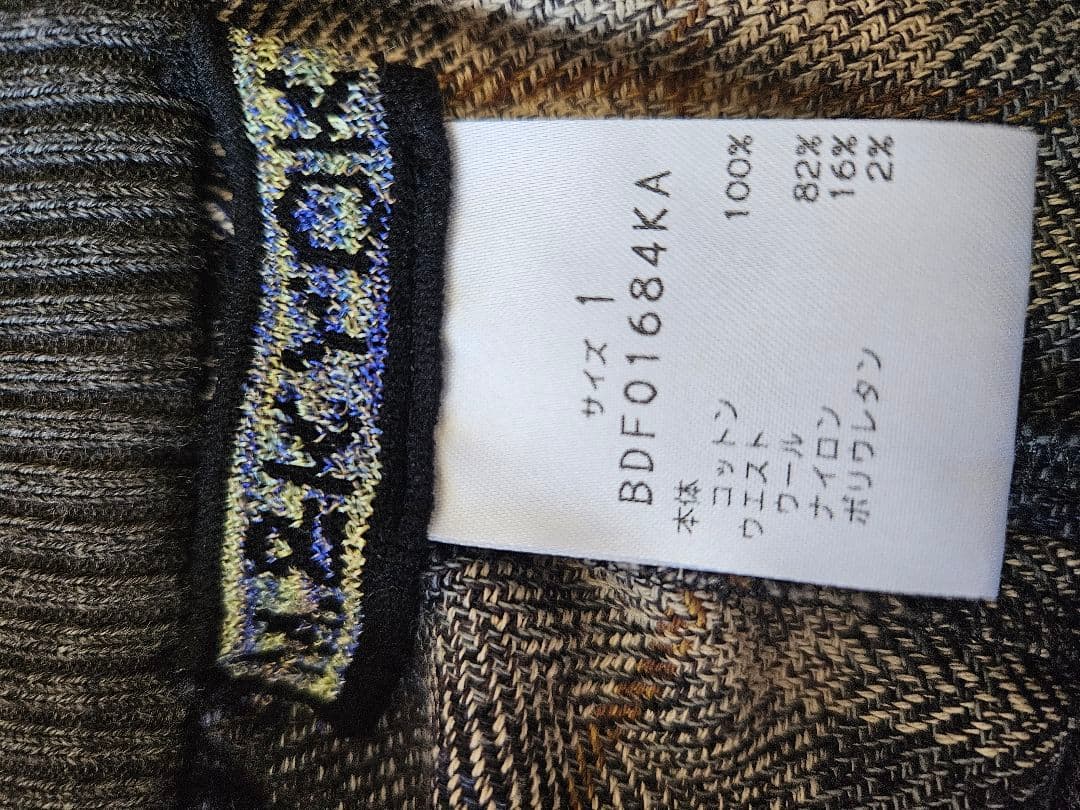 サイズ 1
BDF01684KA
本体
コットン 100%
ウエスト
ウール 82%
ナイロン 16%
ポリウレタン 2%